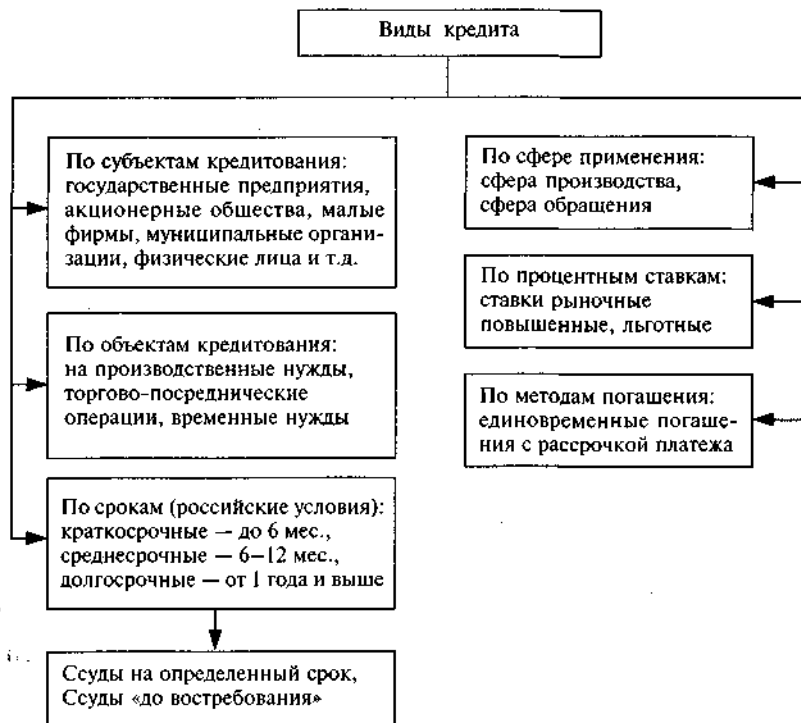 Виды кредита
По субъектам кредитования:
государственные предприятия,
акционерные общества, малые
фирмы, муниципальные органи-
зации, физические лица и т.д.
По объектам кредитования:
на производственные нужды,
торгово-посреднические
операции, временные нужды
По срокам (российские условия):
краткосрочные — до 6 мес.,
среднесрочные — 6—12 мес.,
долгосрочные — от 1 года и выше
Ссуды на определенный срок,
Ссуды «до востребования»
По сфере применения:
сфера производства,
сфера обращения
По процентным ставкам:
ставки рыночные
повышенные, льготные
По методам погашения:
единовременные погаше-
ния с рассрочкой платежа